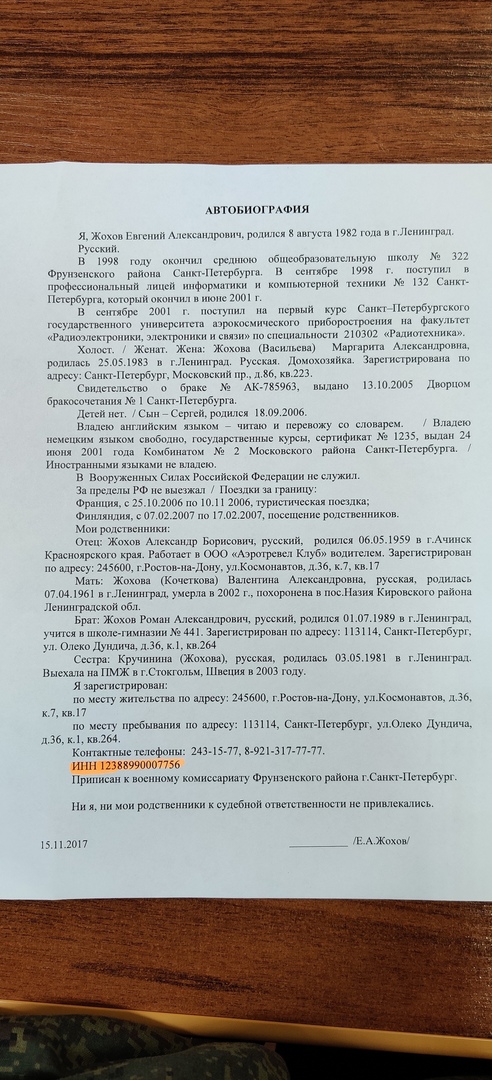 АВТОБИОГРАФИЯ
Я, Жохов Евгений Александрович, родился 8 августа 1982 года в г.Ленинград.
Русский.
В 1998 году окончил среднюю общеобразовательную школу № 322
Фрунзенского района Санкт-Петербурга. В сентябре 1998 г. поступил в
профессиональный лицей информатики и компьютерной техники № 132 Санкт-
Петербурга, который окончил в июне 2001 г.
В сентябре 2001 г. поступил на первый курс Санкт–Петербургского
государственного университета аэрокосмического приборостроения на факультет
«Радиоэлектроники, электроники и связи» по специальности 210302 «Радиотехника».
Холост. / Женат. Жена: Жохова (Васильева) Маргарита Александровна,
родилась 25.05.1983 в г.Ленинград. Русская. Домохозяйка. Зарегистрирована по
адресу: Санкт-Петербург, Московский пр., д.86, кв.223.
Свидетельство о браке № АК-785963, выдано 13.10.2005 Дворцом
бракосочетания № 1 Санкт-Петербурга.
Детей нет. / Сын – Сергей, родился 18.09.2006.
Владею английским языком – читаю и перевожу со словарем. / Владею
немецким языком свободно, государственные курсы, сертификат № 1235, выдан 24
июня 2001 года Комбинатом № 2 Московского района Санкт-Петербурга. /
Иностранными языками не владею.
В Вооруженных Силах Российской Федерации не служил.
За пределы РФ не выезжал / Поездки за границу:
Франция, с 25.10.2006 по 10.11 2006, туристическая поездка;
Финляндия, с 07.02.2007 по 17.02.2007, посещение родственников.
Мои родственники:
Отец: Жохов Александр Борисович, русский, родился 06.05.1959 в г.Ачинск
Красноярского края. Работает в ООО «Аэротревел Клуб» водителем. Зарегистрирован
по адресу: 245600, г.Ростов-на-Дону, ул.Космонавтов, д.36, к.7, кв.17
Мать: Жохова (Кочеткова) Валентина Александровна, русская, родилась
07.04.1961 в г.Ленинград, умерла в 2002 г., похоронена в пос.Назия Кировского района
Ленинградской обл.
Брат: Жохов Роман Александрович, русский, родился 01.07.1989 в г.Ленинград,
учится в школе-гимназии № 441. Зарегистрирован по адресу: 113114, Санкт-Петербург,
ул. Олеко Дундича, д.36, к.1, кв.264
Сестра: Кручинина (Жохова), русская, родилась 03.05.1981 в г.Ленинград.
Выехала на ПМЖ в г.Стокгольм, Швеция в 2003 году.
Я зарегистрирован:
по месту жительства по адресу: 245600, г.Ростов-на-Дону, ул.Космонавтов, д.36,
к.7, кв.17
по месту пребывания по адресу: 113114, Санкт-Петербург, ул.Олеко Дундича,
д.36, к.1, кв.264.
Контактные телефоны: 243-15-77, 8-921-317-77-77.
ИНН 12388990007756
Приписан к военному комиссариату Фрунзенского района г.Санкт-Петербург.
Ни я, ни мои родственники к судебной ответственности не привлекались.
15.11.2017 ___________ /Е.А.Жохов/